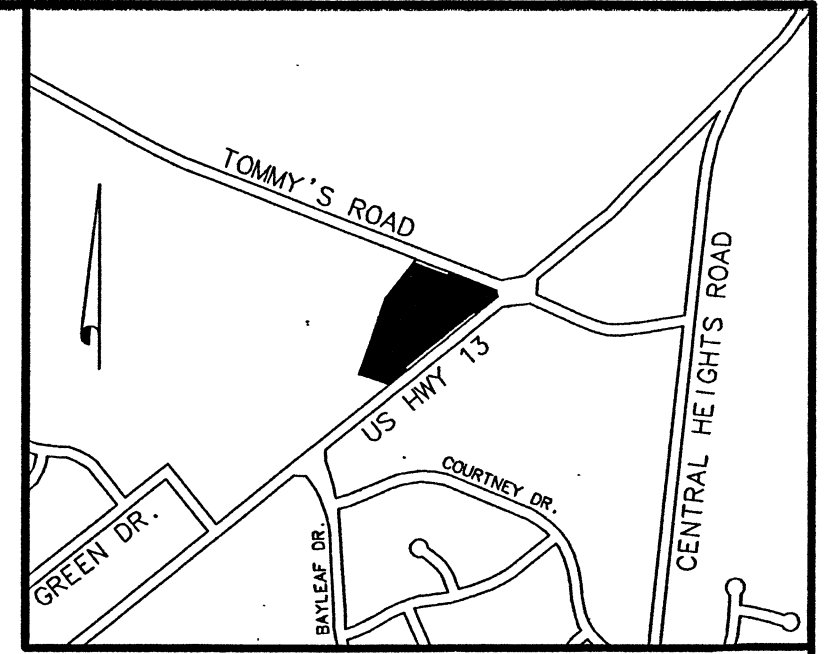 TOMMY'S ROAD
US HWY 13
CENTRAL HEIGHTS ROAD
COURTNEY DR.
GREEN DR.
BAYLEAF DR.